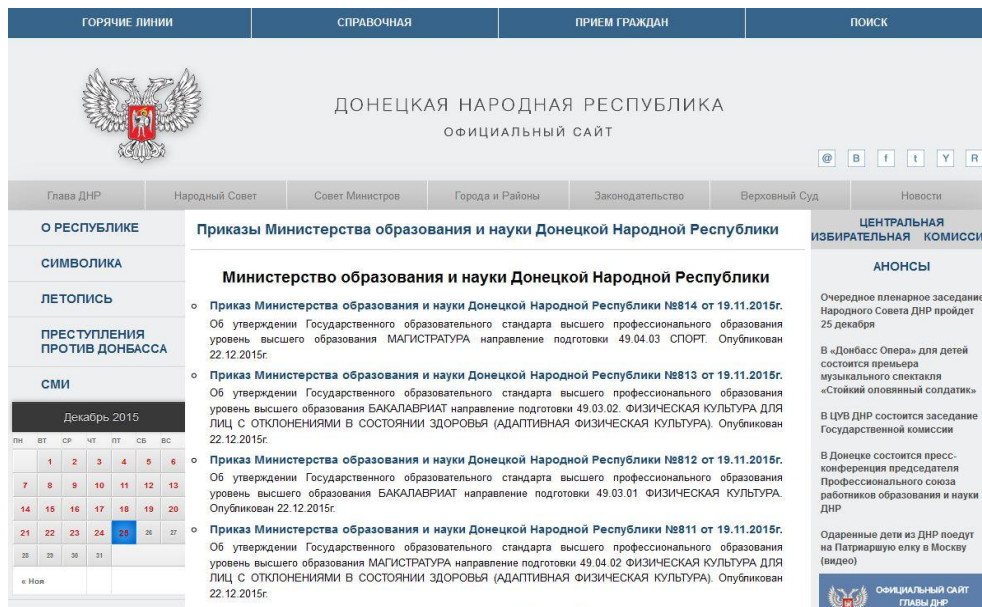 ГОРЯЧИЕ ЛИНИИ
СПРАВОЧНАЯ
ПРИЕМ ГРАЖДАН
ПОИСК
ДОНЕЦКАЯ НАРОДНАЯ РЕСПУБЛИКА
ОФИЦИАЛЬНЫЙ САЙТ
@ B f t Y R
Глава ДНР
Народный Совет
Совет Министров
Города и Районы
Законодательство
Верховный Суд
Новости
О РЕСПУБЛИКЕ
СИМВОЛИКА
ЛЕТОПИСЬ
ПРЕСТУПЛЕНИЯ
ПРОТИВ ДОНБАССА
СМИ
Декабрь 2015
ПН ВТ СР ЧТ ПТ СБ ВС
1 2 3 4 5 6
7 8 9 10 11 12 13
14 15 16 17 18 19 20
21 22 23 24 25 26 27
28 29 30 31
« Ноя
Приказы Министерства образования и науки Донецкой Народной Республики
Министерство образования и науки Донецкой Народной Республики
Приказ Министерства образования и науки Донецкой Народной Республики №814 от 19.11.2015г.
Об утверждении Государственного образовательного стандарта высшего профессионального образования
уровень высшего образования МАГИСТРАТУРА направление подготовки 49.04.03 СПОРТ. Опубликован
22.12.2015г.
Приказ Министерства образования и науки Донецкой Народной Республики №813 от 19.11.2015г.
Об утверждении Государственного образовательного стандарта высшего профессионального образования
уровень высшего образования БАКАЛАВРИАТ направление подготовки 49.03.02. ФИЗИЧЕСКАЯ КУЛЬТУРА ДЛЯ
ЛИЦ С ОТКЛОНЕНИЯМИ В СОСТОЯНИИ ЗДОРОВЬЯ (АДАПТИВНАЯ ФИЗИЧЕСКАЯ КУЛЬТУРА). Опубликован
22.12.2015г.
Приказ Министерства образования и науки Донецкой Народной Республики №812 от 19.11.2015г.
Об утверждении Государственного образовательного стандарта высшего профессионального образования
уровень высшего образования БАКАЛАВРИАТ направление подготовки 49.03.01 ФИЗИЧЕСКАЯ КУЛЬТУРА.
Опубликован 22.12.2015г.
Приказ Министерства образования и науки Донецкой Народной Республики №811 от 19.11.2015г.
Об утверждении Государственного образовательного стандарта высшего профессионального образования
уровень высшего образования МАГИСТРАТУРА направление подготовки 49.04.02 ФИЗИЧЕСКАЯ КУЛЬТУРА ДЛЯ
ЛИЦ С ОТКЛОНЕНИЯМИ В СОСТОЯНИИ ЗДОРОВЬЯ (АДАПТИВНАЯ ФИЗИЧЕСКАЯ КУЛЬТУРА). Опубликован
22.12.2015г.
ЦЕНТРАЛЬНАЯ
ИЗБИРАТЕЛЬНАЯ КОМИССИ
АНОНСЫ
Очередное пленарное заседание
Народного Совета ДНР пройдет
25 декабря
В «Донбасс Опера» для детей
состоится премьера
музыкального спектакля
«Стойкий оловянный солдатик»
В ЦУВ ДНР состоится заседание
Государственной комиссии
В Донецке состоится пресс-
конференция председателя
Профессионального союза
работников образования и науки
ДНР
Одаренные дети из ДНР поедут
на Патриаршую елку в Москву
(видео)
ОФИЦИАЛЬНЫЙ САЙТ
ГЛАВЫ ДНР